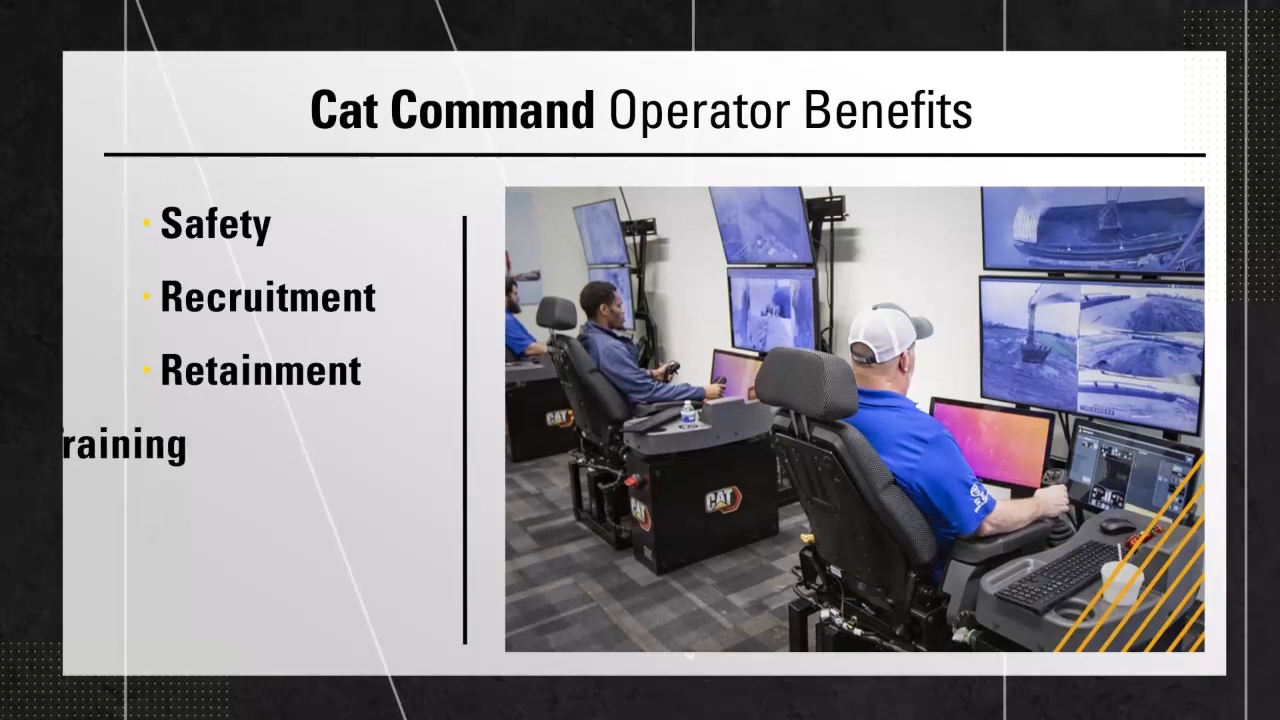 Cat Command Operator Benefits
· Safety
· Recruitment
· Retainment
raining
CAT
CAT
CAT